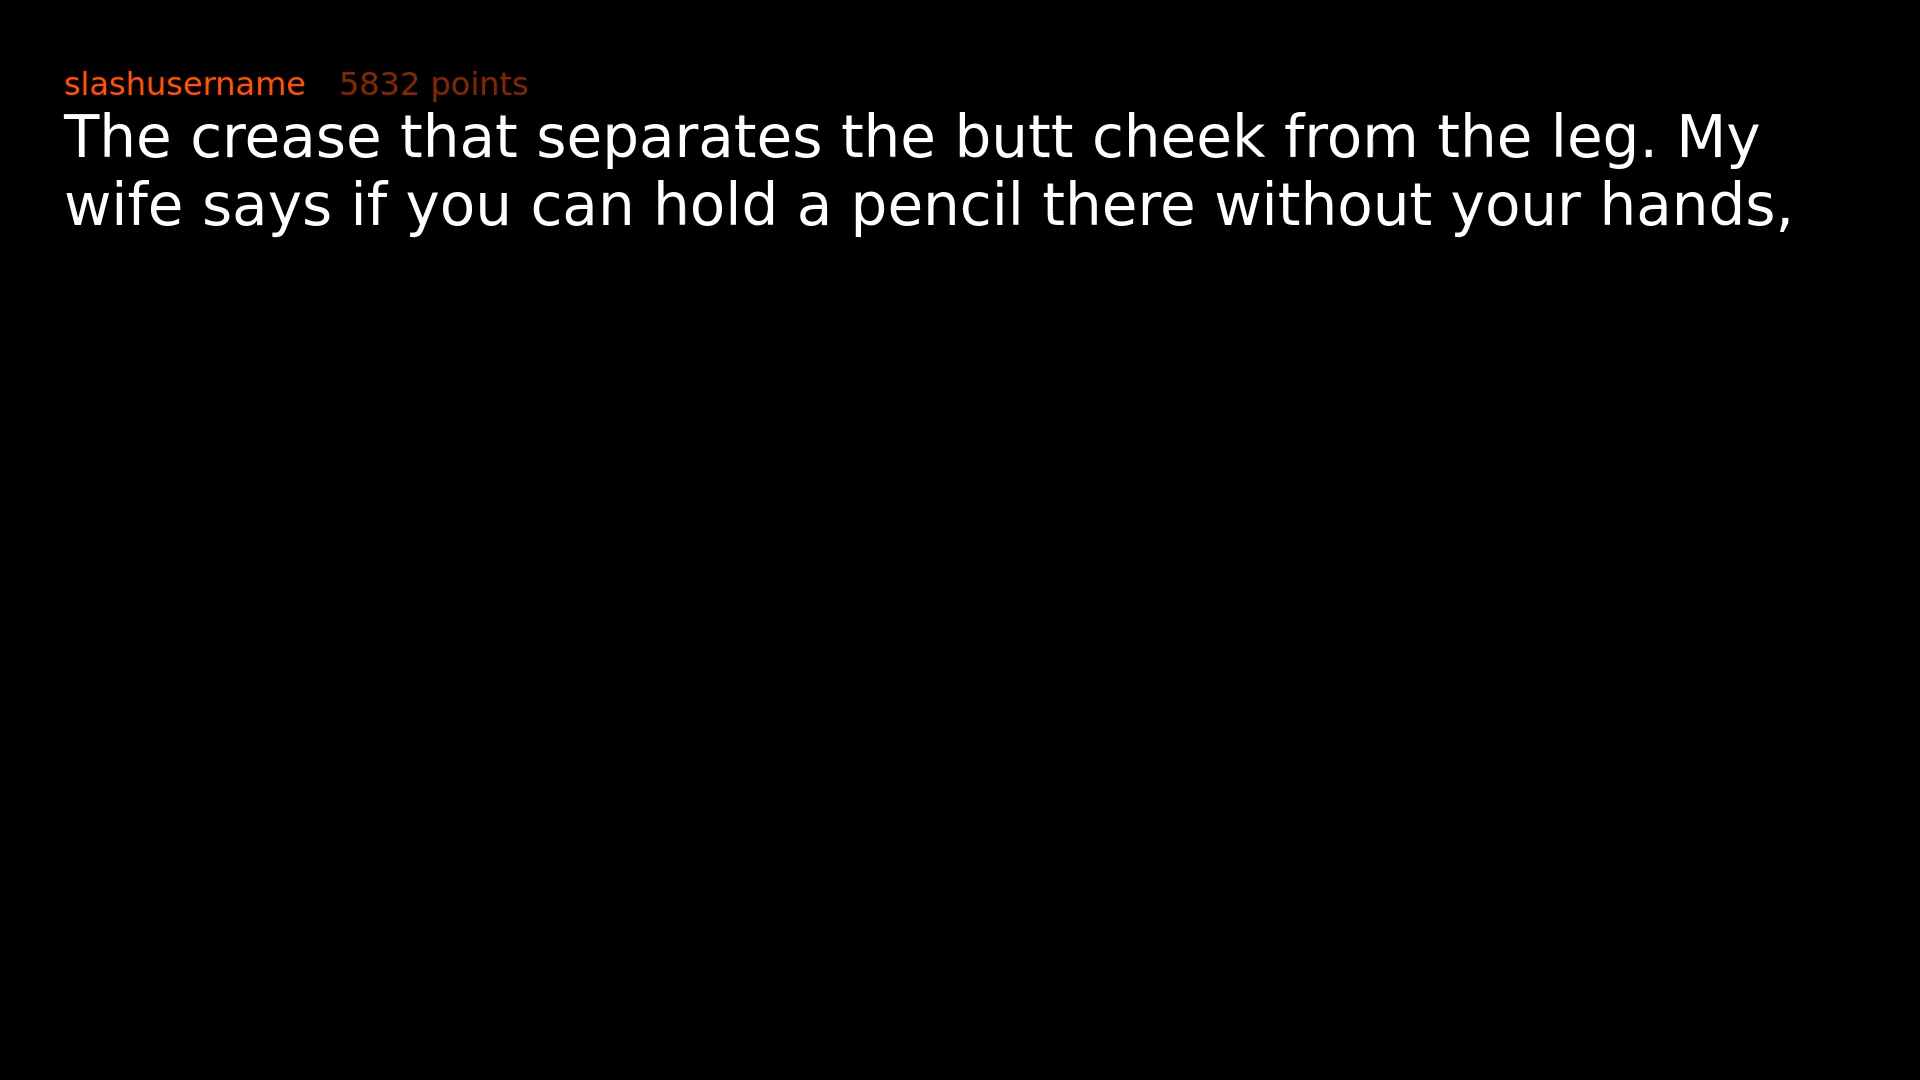 slashusername 5832 points
The crease that separates the butt cheek from the leg. My
wife says if you can hold a pencil there without your hands,